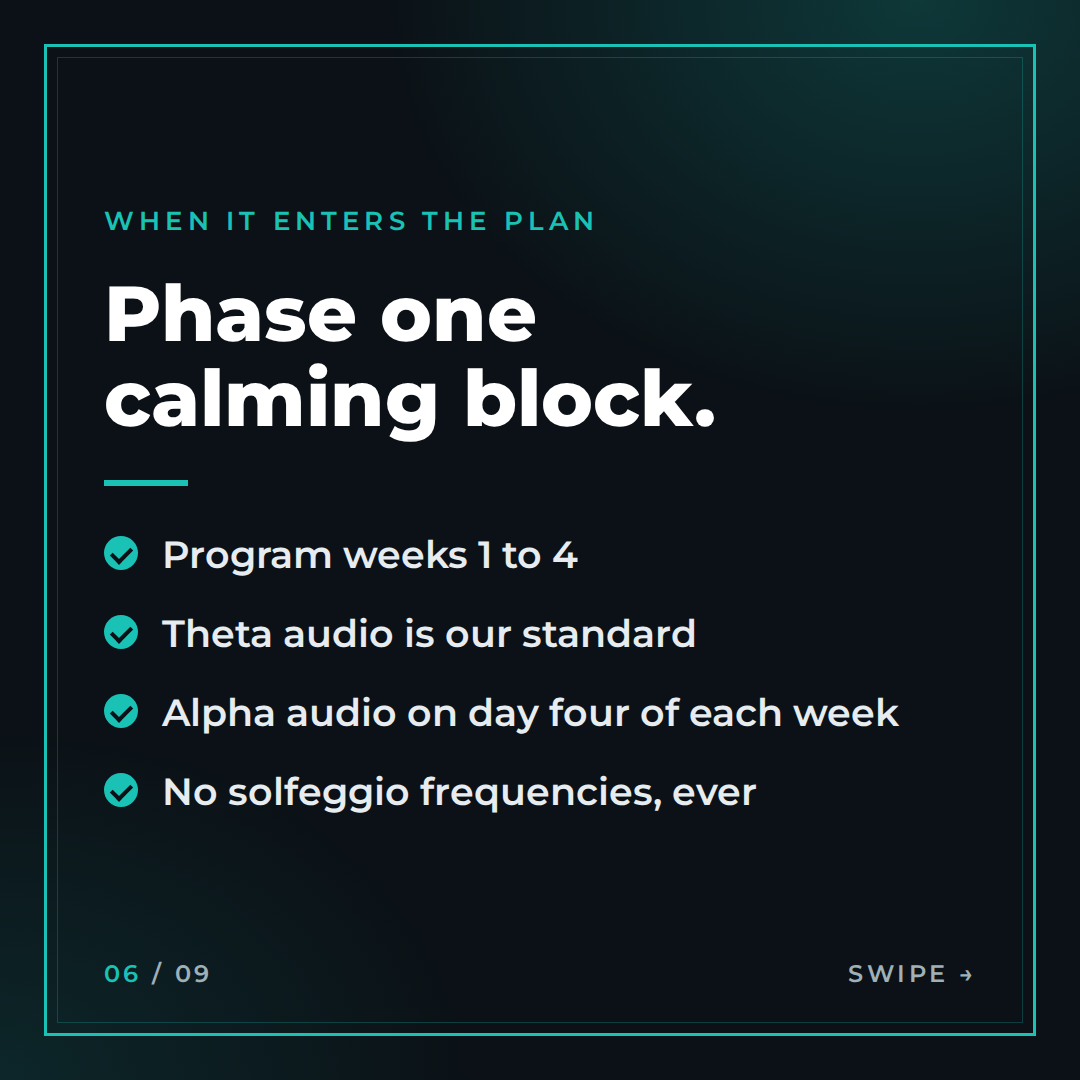 WHEN IT ENTERS THE PLAN
Phase one
calming block.
Program weeks 1 to 4
Theta audio is our standard
Alpha audio on day four of each week
No solfeggio frequencies, ever
06 / 09
SWIPE →